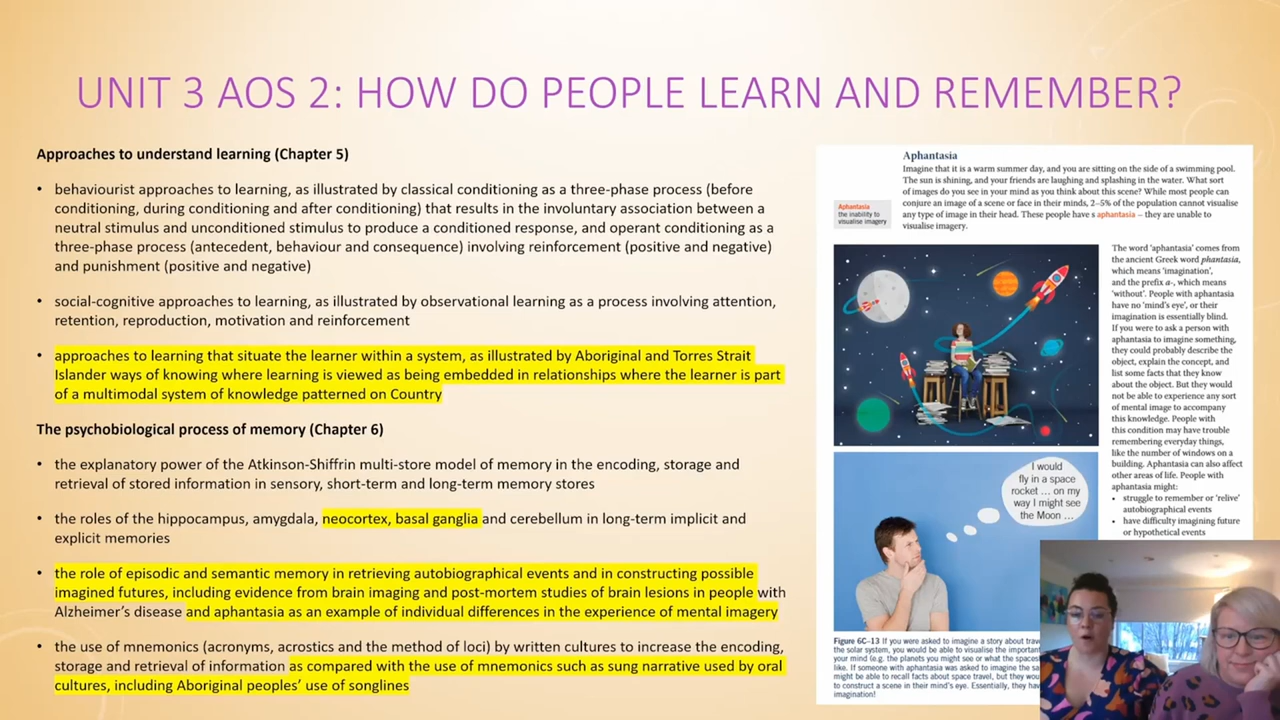 UNIT 3 AOS 2: HOW DO PEOPLE LEARN AND REMEMBER?
Approaches to understand learning (Chapter 5)
• behaviourist approaches to learning, as illustrated by classical conditioning as a three-phase process (before
conditioning, during conditioning and after conditioning) that results in the involuntary association between a
neutral stimulus and unconditioned stimulus to produce a conditioned response, and operant conditioning as a
three-phase process (antecedent, behaviour and consequence) involving reinforcement (positive and negative)
and punishment (positive and negative)
• social-cognitive approaches to learning, as illustrated by observational learning as a process involving attention,
retention, reproduction, motivation and reinforcement
• approaches to learning that situate the learner within a system, as illustrated by Aboriginal and Torres Strait
Islander ways of knowing where learning is viewed as being embedded in relationships where the learner is part
of a multimodal system of knowledge patterned on Country
The psychobiological process of memory (Chapter 6)
• the explanatory power of the Atkinson-Shiffrin multi-store model of memory in the encoding, storage and
retrieval of stored information in sensory, short-term and long-term memory stores
• the roles of the hippocampus, amygdala, neocortex, basal ganglia and cerebellum in long-term implicit and
explicit memories
• the role of episodic and semantic memory in retrieving autobiographical events and in constructing possible
imagined futures, including evidence from brain imaging and post-mortem studies of brain lesions in people with
Alzheimer's disease and aphantasia as an example of individual differences in the experience of mental imagery
• the use of mnemonics (acronyms, acrostics and the method of loci) by written cultures to increase the encoding,
storage and retrieval of information as compared with the use of mnemonics such as sung narrative used by oral
cultures, including Aboriginal peoples' use of songlines
Aphantasia
Imagine that it is a warm summer day, and you are sitting on the side of a swimming pool.
The sun is shining, and your friends are laughing and splashing in the water. What sort
of images do you see in your mind as you think about this scene? While most people can
conjure an image of a scene or face in their minds, 2–5% of the population cannot visualise
any type of image in their head. These people have s aphantasia – they are unable to
visualise imagery.
Aphantasia
the inability to
visualise imagery
The word 'aphantasia' comes from
the ancient Greek word phantasia,
which means 'imagination',
and the prefix a-, which means
'without'. People with aphantasia
have no 'mind's eye', or their
imagination is essentially blind.
If you were to ask a person with
aphantasia to imagine something,
they could probably describe the
object, explain the concept, and
list some facts that they know
about the object. But they would
not be able to experience any sort
of mental image to accompany
this knowledge. People with
this condition may have trouble
remembering everyday things,
like the number of windows on a
building. Aphantasia can also affect
other areas of life. People with
aphantasia might:
• struggle to remember or 'relive'
autobiographical events
• have difficulty imagining future
or hypothetical events
I would
fly in a space
rocket ... on my
way I might see
the Moon ...
Figure 6C-13 If you were asked to imagine a story about
the solar system, you would be able to visualise the important
your mind (e.g. the planets you might see or what the
like. If someone with aphantasia was asked to imagine the
might be able to recall facts about space travel, but they
to construct a scene in their mind's eye. Essentially, they
imagination!